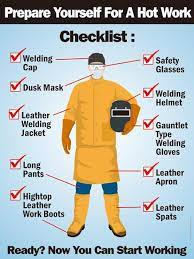 Prepare Yourself For A Hot Work
Checklist :
Welding
Cap
Dust Mask
Leather
Welding
Jacket
Long
Pants
Hightop
Leather
Work Boots
Safety
Glasses
Welding
Helmet
Gauntlet
Type Welding
Gloves
Leather
Apron
Leather
Spats
Ready? Now You Can Start Working